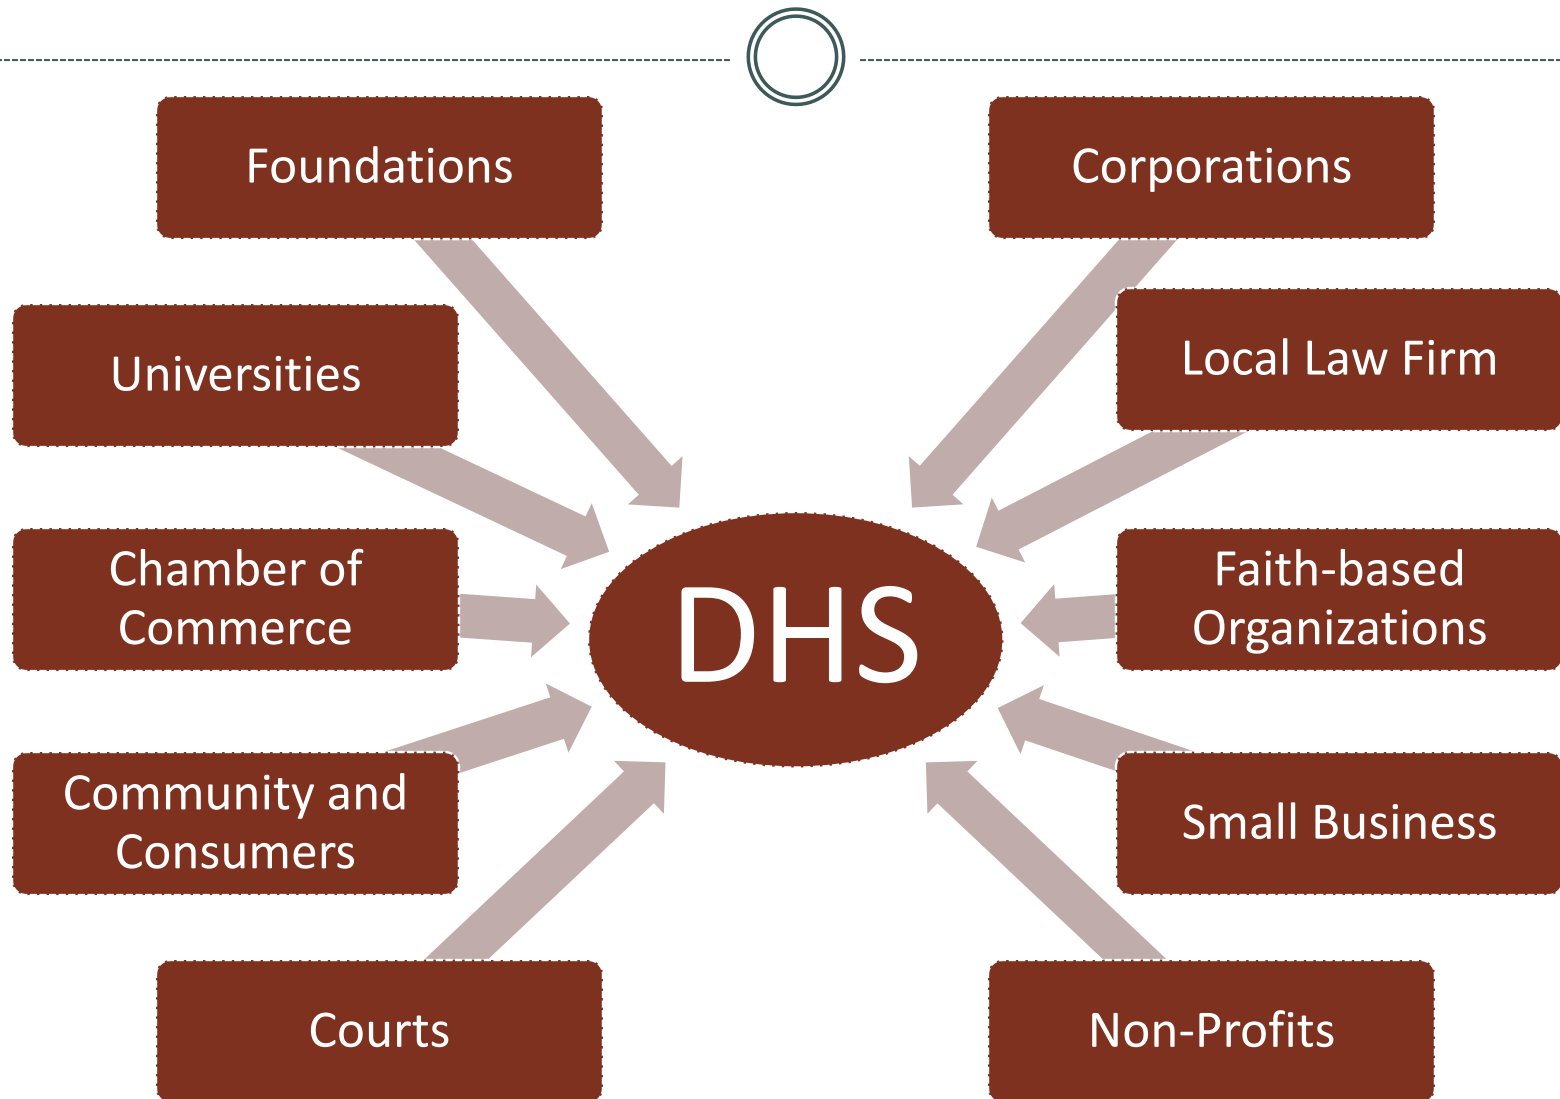 Foundations
Corporations
Universities
Local Law Firm
Chamber of
Commerce
DHS
Faith-based
Organizations
Community and
Consumers
Small Business
Courts
Non-Profits